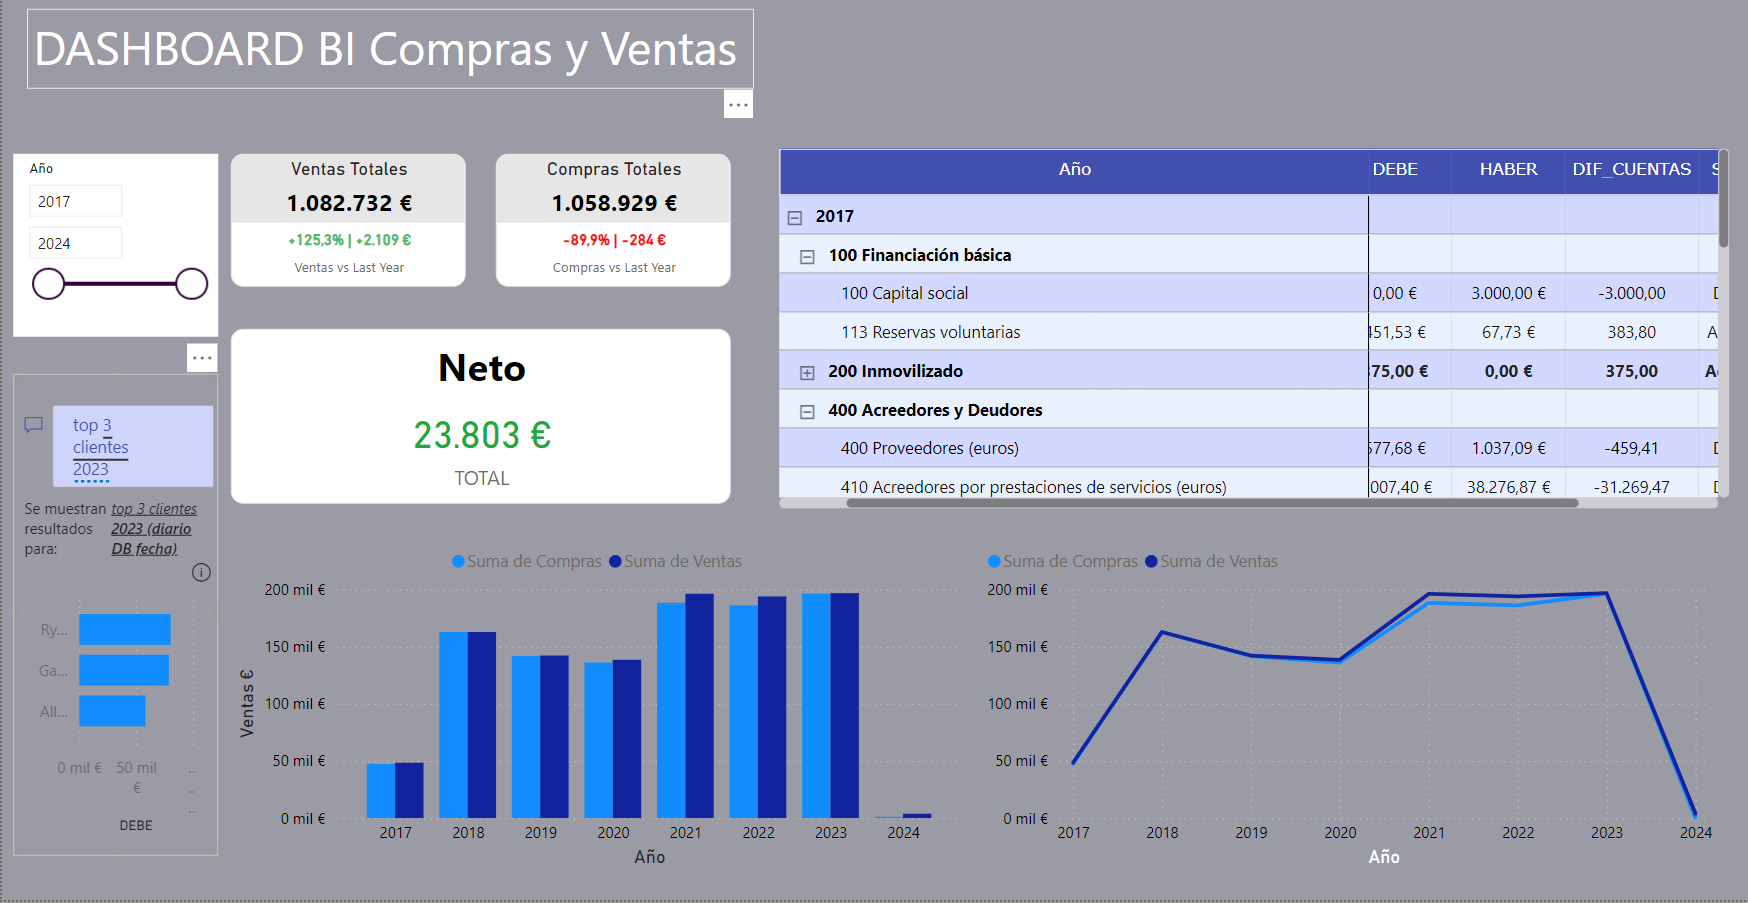 DASHBOARD BI Compras y Ventas
Año
2017
2024
Ventas Totales
1.082.732 €
+125,3% | +2.109 €
Ventas vs Last Year
Compras Totales
1.058.929 €
-89,9% | -284 €
Compras vs Last Year
Neto
23.803 €
TOTAL
Año DEBE HABER DIF_CUENTAS S
2017
100 Financiación básica
100 Capital social 0,00 € 3.000,00 € -3.000,00
113 Reservas voluntarias 451,53 € 67,73 € 383,80 A
200 Inmovilizado 375,00 € 0,00 € 375,00
400 Acreedores y Deudores
400 Proveedores (euros) 577,68 € 1.037,09 € -459,41
410 Acreedores por prestaciones de servicios (euros) 007,40 € 38.276,87 € -31.269,47
top 3
clientes
2023
Se muestran resultados para:
top 3 clientes
2023 (diario
DB fecha)
Ry...
Ga...
All...
0 mil € 50 mil €
DEBE
Suma de Compras Suma de Ventas
Ventas €
200 mil €
150 mil €
100 mil €
50 mil €
0 mil €
2017 2018 2019 2020 2021 2022 2023 2024
Año
Suma de Compras Suma de Ventas
200 mil €
150 mil €
100 mil €
50 mil €
0 mil €
2017 2018 2019 2020 2021 2022 2023 2024
Año